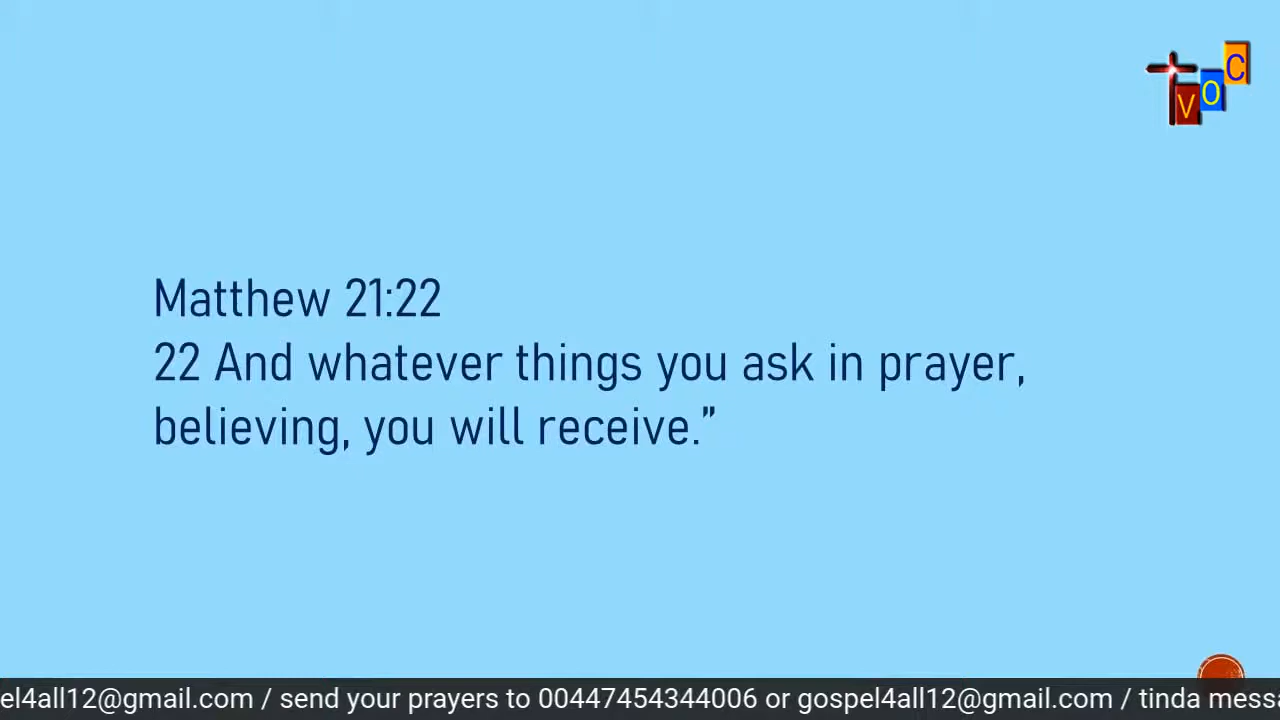 C
O
V
Matthew 21:22
22 And whatever things you ask in prayer,
believing, you will receive.”
el4all12@gmail.com / send your prayers to 00447454344006 or gospel4all12@gmail.com / tinda messa